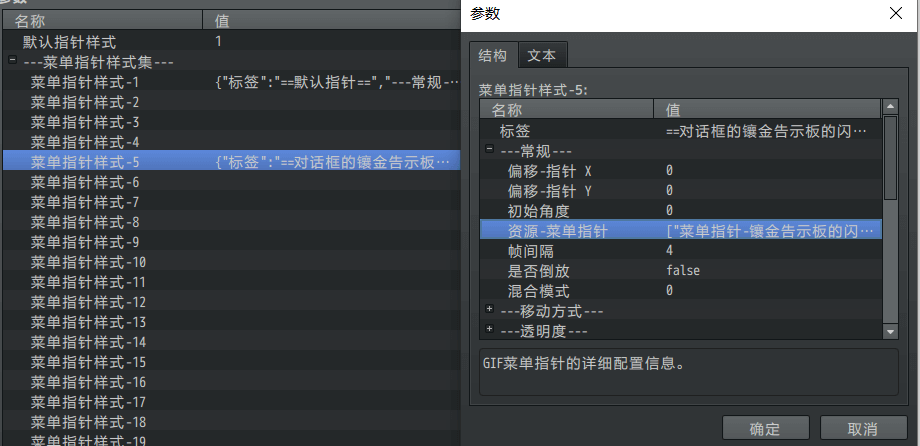 参数
名称 值
默认指针样式 1
---菜单指针样式集---
菜单指针样式-1 {"标签":"==默认指针==","---常规-…
菜单指针样式-2
菜单指针样式-3
菜单指针样式-4
菜单指针样式-5 {"标签":"==对话框的镶金告示板…
菜单指针样式-6
菜单指针样式-7
菜单指针样式-8
菜单指针样式-9
菜单指针样式-10
菜单指针样式-11
菜单指针样式-12
菜单指针样式-13
菜单指针样式-14
菜单指针样式-15
菜单指针样式-16
菜单指针样式-17
菜单指针样式-18
菜单指针样式-19
参数
结构 文本
菜单指针样式-5:
名称 值
标签 ==对话框的镶金告示板的闪…
---常规---
偏移-指针 X 0
偏移-指针 Y 0
初始角度 0
资源-菜单指针 ["菜单指针-镶金告示板的闪…
帧间隔 4
是否倒放 false
混合模式 0
---移动方式---
---透明度---
GIF菜单指针的详细配置信息。
确定 取消